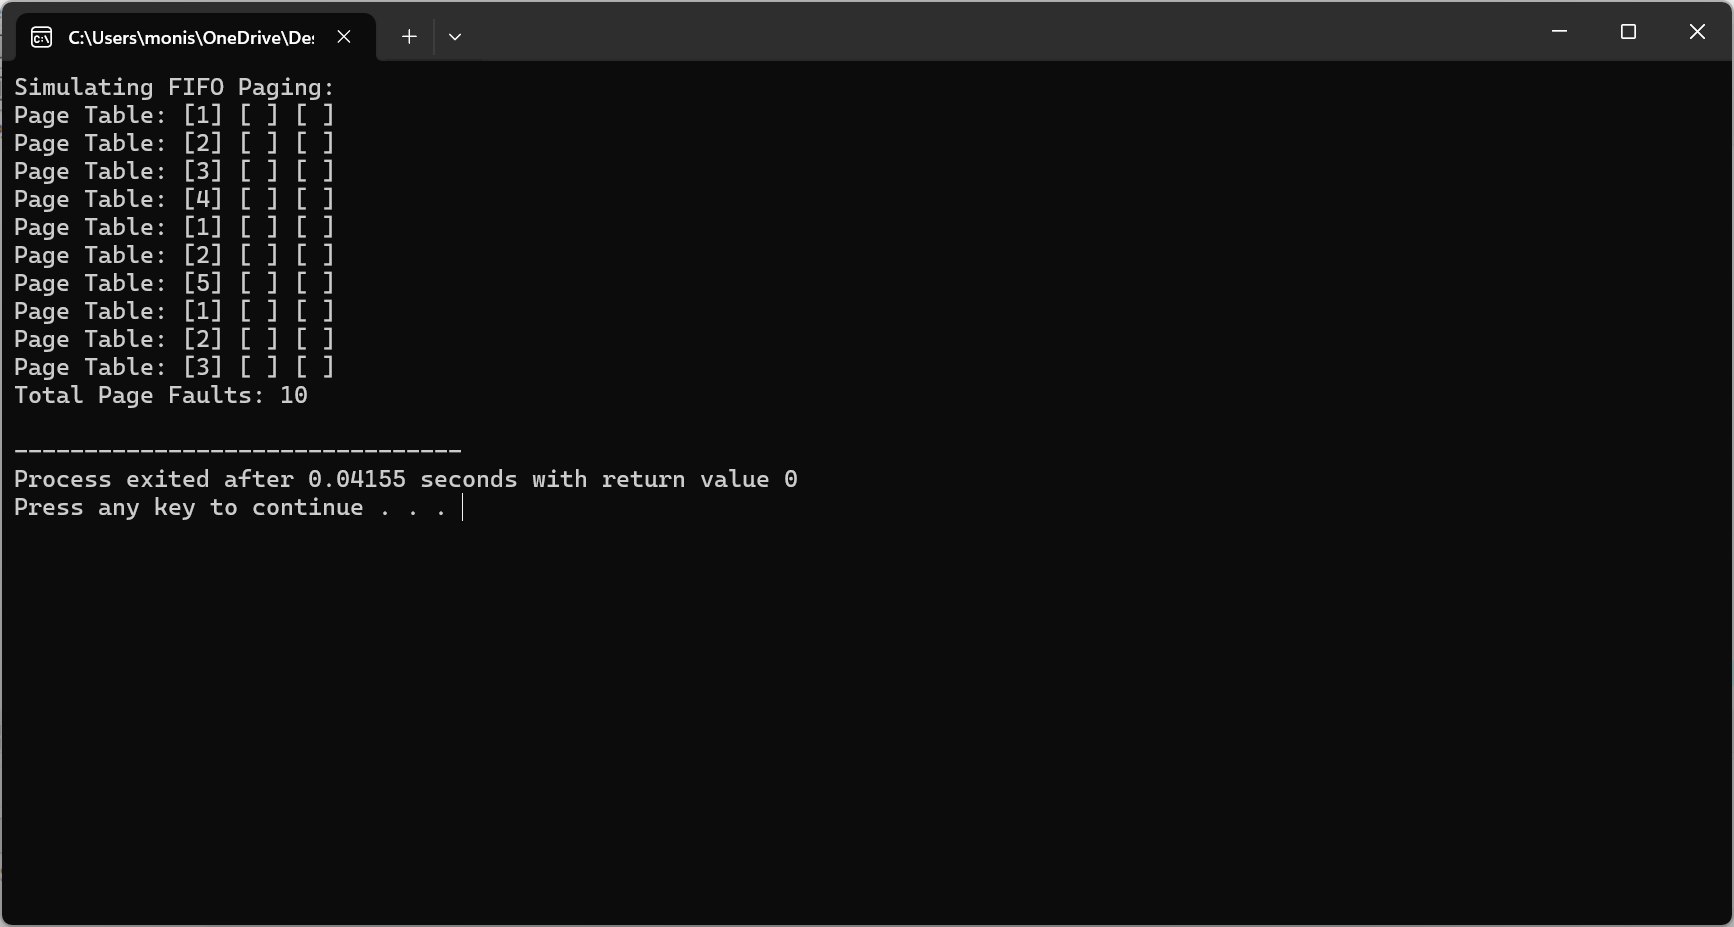 C:\Users\monis\OneDrive\Des
Simulating FIFO Paging:
Page Table: [1] [ ] [ ]
Page Table: [2] [ ] [ ]
Page Table: [3] [ ] [ ]
Page Table: [4] [ ] [ ]
Page Table: [1] [ ] [ ]
Page Table: [2] [ ] [ ]
Page Table: [5] [ ] [ ]
Page Table: [1] [ ] [ ]
Page Table: [2] [ ] [ ]
Page Table: [3] [ ] [ ]
Total Page Faults: 10
--------------------------------
Process exited after 0.04155 seconds with return value 0
Press any key to continue . . .